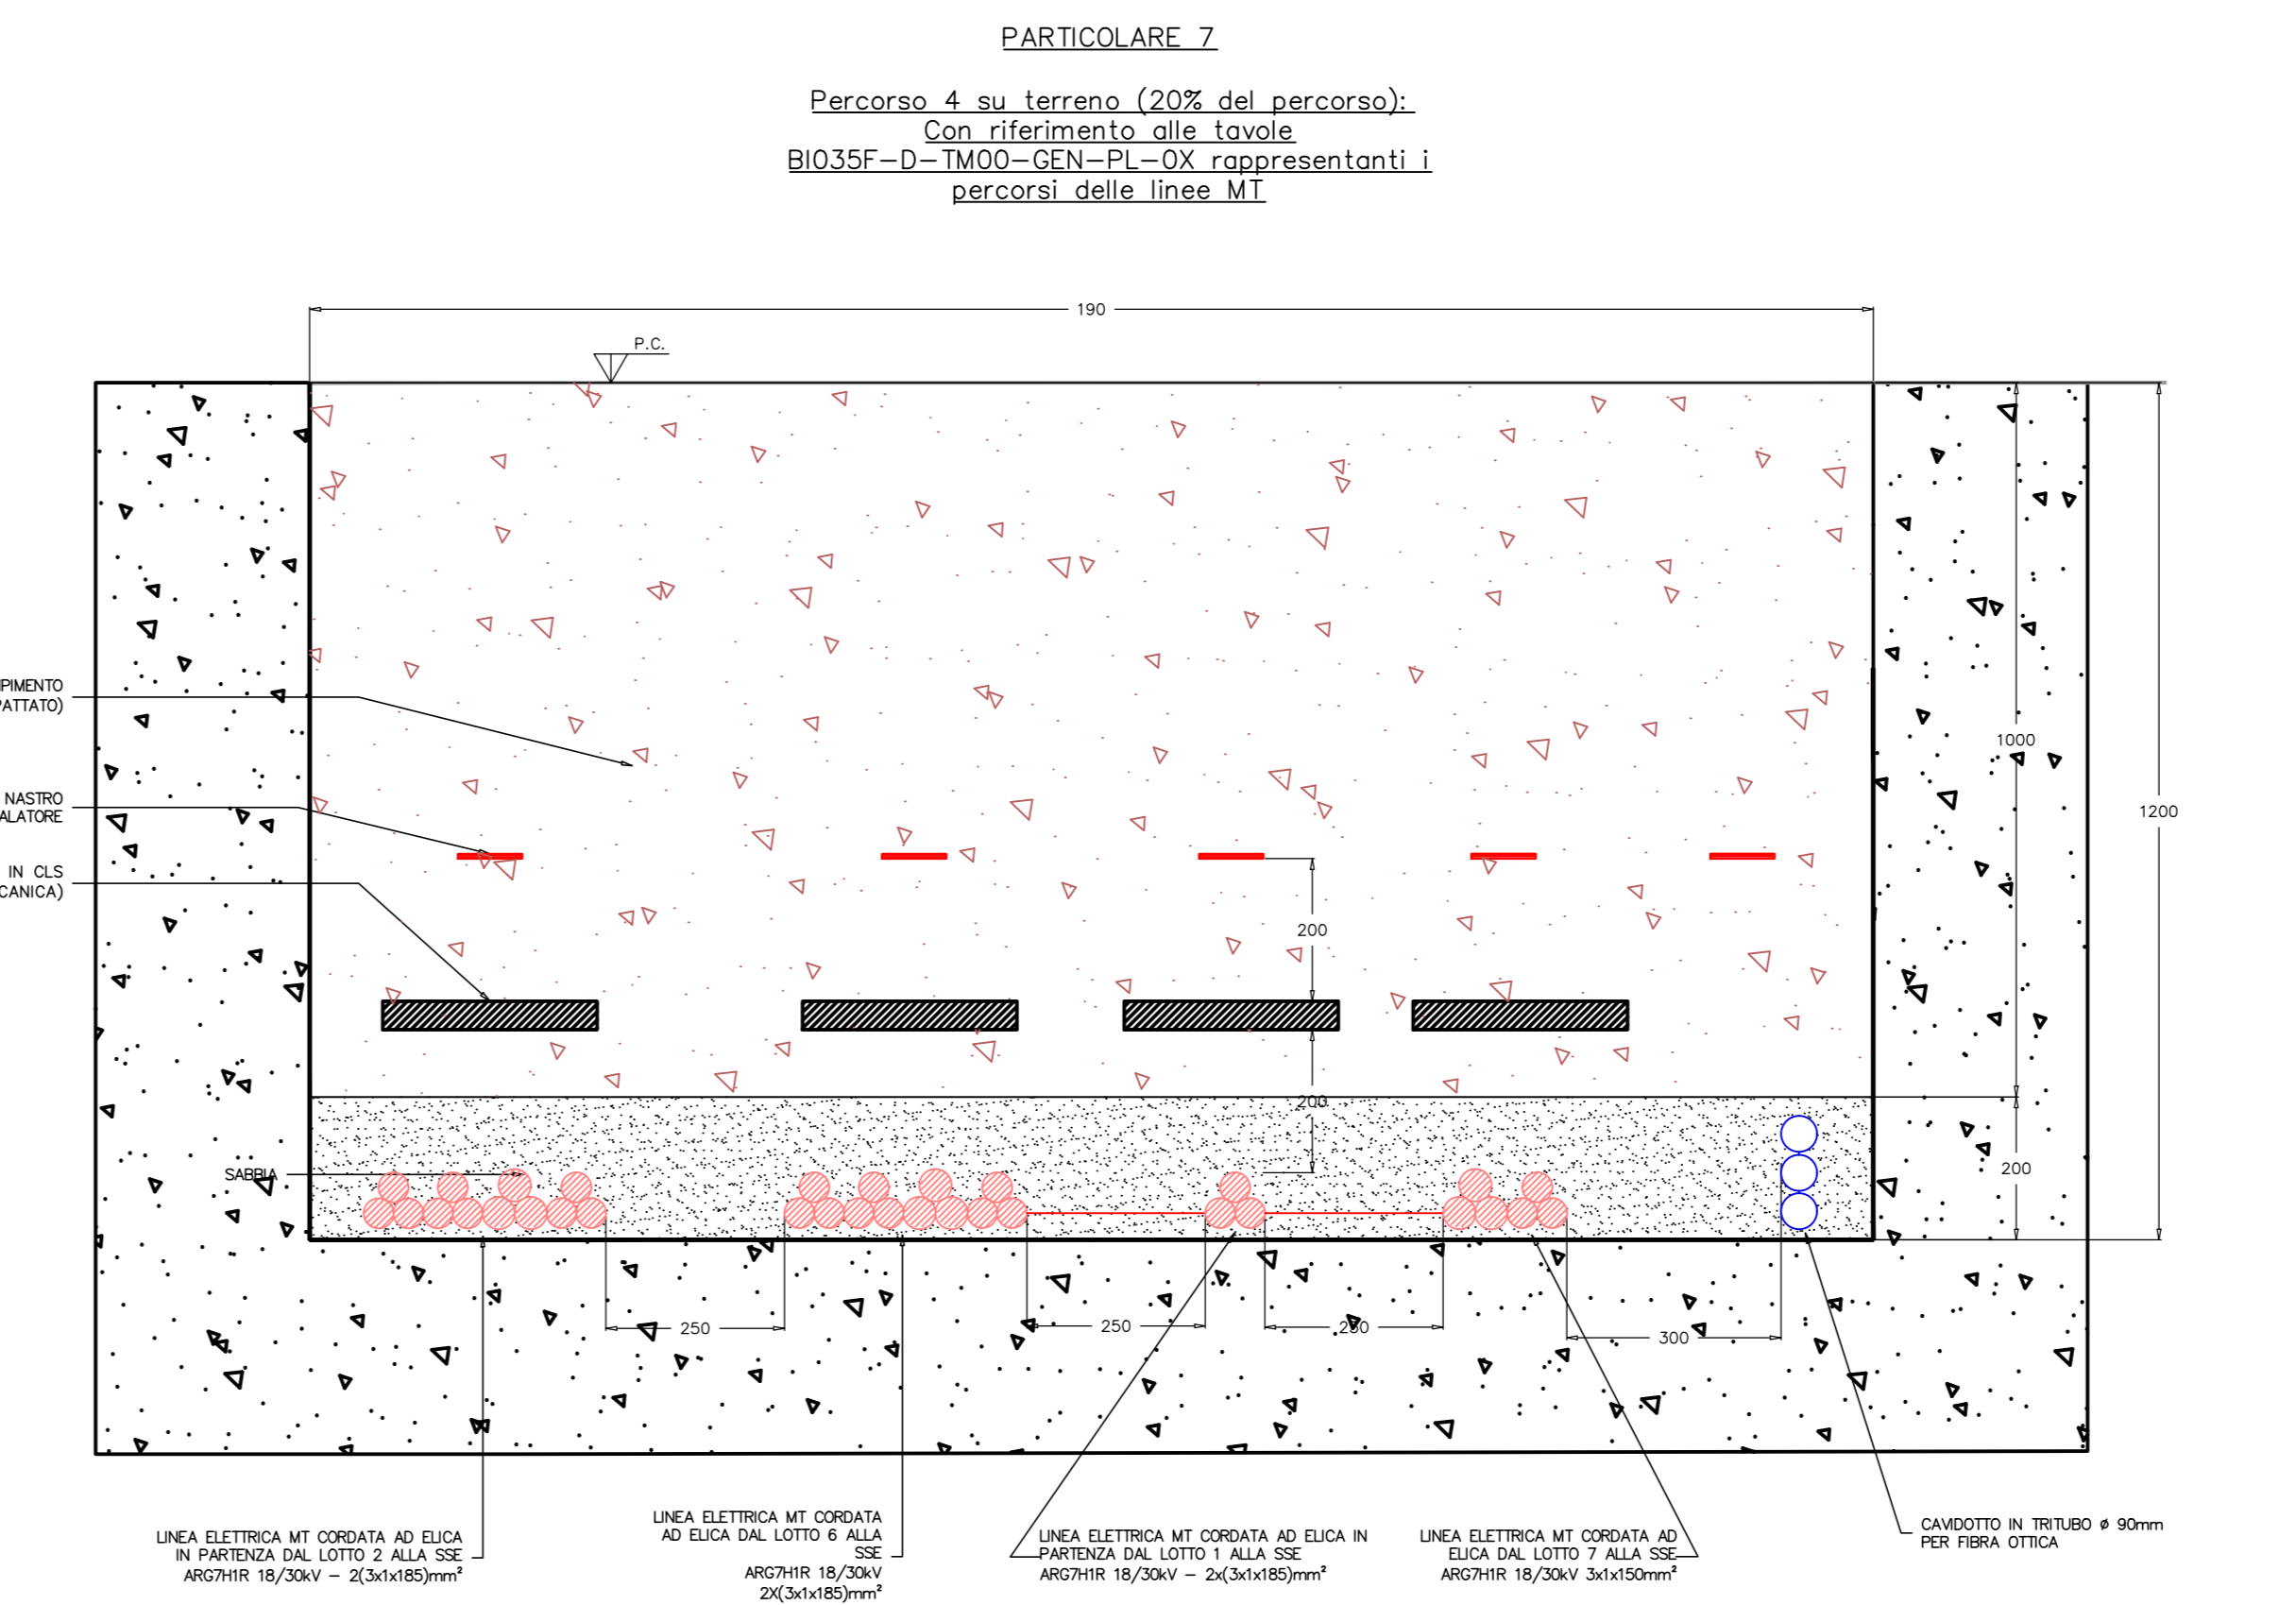 PARTICOLARE 7
Percorso 4 su terreno (20% del percorso):
Con riferimento alle tavole
BI035F-D-TM00-GEN-PL-0X rappresentanti i
percorsi delle linee MT
190
P.C.
IPIMENTO
PATTATO)
1000
NASTRO
ALATORE
1200
IN CLS
CANICA)
200
200
SABBIA
200
250
250
250
300
LINEA ELETTRICA MT CORDATA AD ELICA
IN PARTENZA DAL LOTTO 2 ALLA SSE
ARG7H1R 18/30kV - 2(3x1x185)mm²
LINEA ELETTRICA MT CORDATA
AD ELICA DAL LOTTO 6 ALLA
SSE
ARG7H1R 18/30kV
2X(3x1x185)mm²
LINEA ELETTRICA MT CORDATA AD ELICA IN
PARTENZA DAL LOTTO 1 ALLA SSE
ARG7H1R 18/30kV - 2x(3x1x185)mm²
LINEA ELETTRICA MT CORDATA AD
ELICA DAL LOTTO 7 ALLA SSE
ARG7H1R 18/30kV 3x1x150mm²
CAVIDOTTO IN TRITUBO ø 90mm
PER FIBRA OTTICA